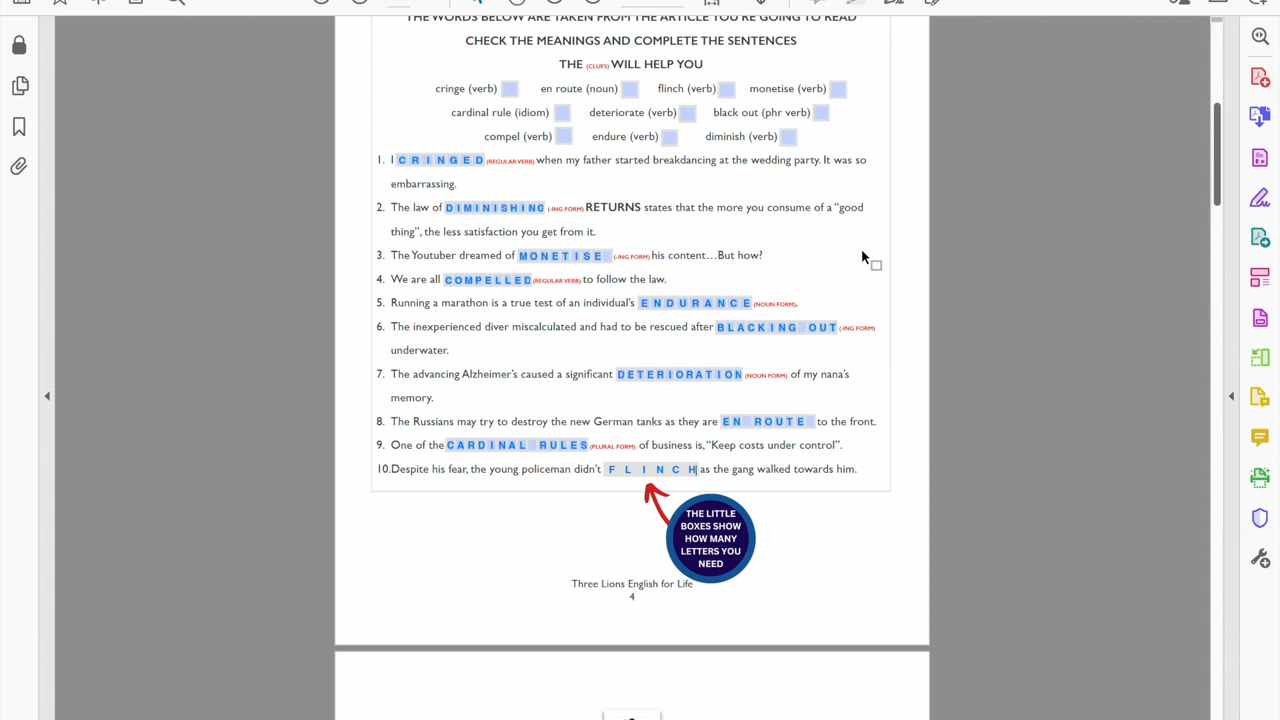 THE WORDS BELOW ARE TAKEN FROM THE ARTICLE YOU'RE GOING TO READ
CHECK THE MEANINGS AND COMPLETE THE SENTENCES
THE (CLUES) WILL HELP YOU
cringe (verb) en route (noun) flinch (verb) monetise (verb)
cardinal rule (idiom) deteriorate (verb) black out (phr verb)
compel (verb) endure (verb) diminish (verb)
1. I CRINGED (REGULAR VERB) when my father started breakdancing at the wedding party. It was so
embarrassing.
2. The law of DIMINISHING (-ING FORM) RETURNS states that the more you consume of a "good
thing", the less satisfaction you get from it.
3. The Youtuber dreamed of MONETISE (-ING FORM) his content…But how?
4. We are all COMPELLED (REGULAR VERB) to follow the law.
5. Running a marathon is a true test of an individual's ENDURANCE (NOUN FORM).
6. The inexperienced diver miscalculated and had to be rescued after BLACKING OUT (-ING FORM)
underwater.
7. The advancing Alzheimer's caused a significant DETERIORATION (NOUN FORM) of my nana's
memory.
8. The Russians may try to destroy the new German tanks as they are EN ROUTE to the front.
9. One of the CARDINAL RULES (PLURAL FORM) of business is, "Keep costs under control".
10.Despite his fear, the young policeman didn't FLINCH as the gang walked towards him.
THE LITTLE
BOXES SHOW
HOW MANY
LETTERS YOU
NEED
Three Lions English for Life
4